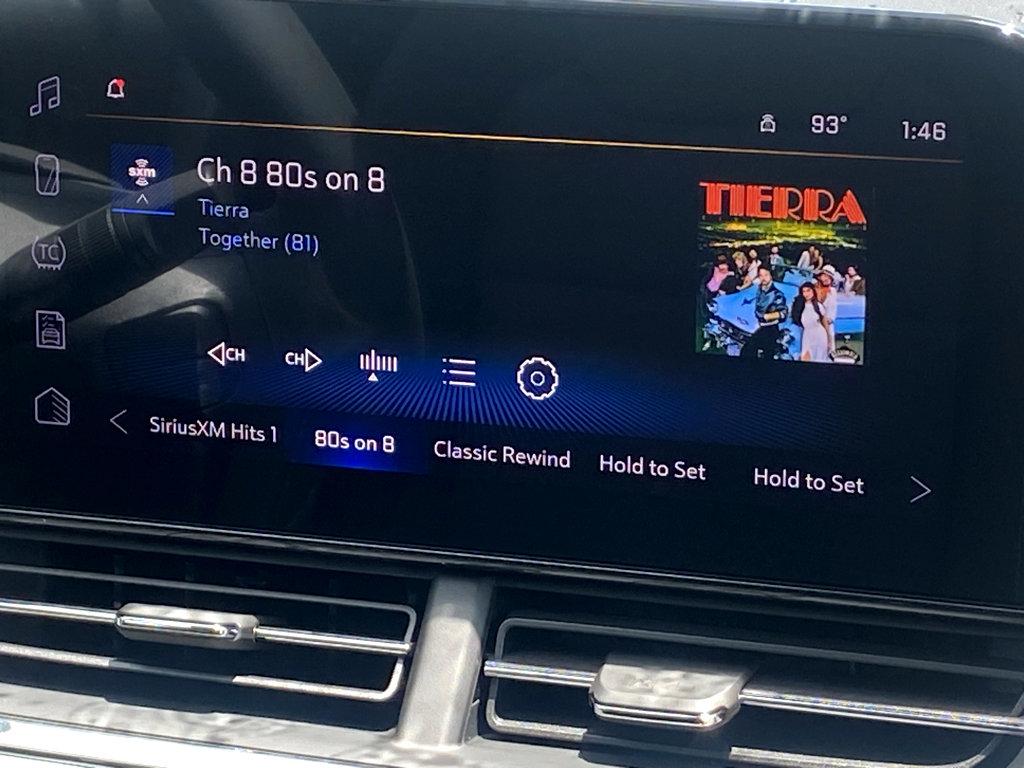 93°
1:46
sxm
Ch 8 80s on 8
Tierra
Together (81)
TIERRA
TC
CH
CH
SiriusXM Hits 1
80s on 8
Classic Rewind
Hold to Set
Hold to Set